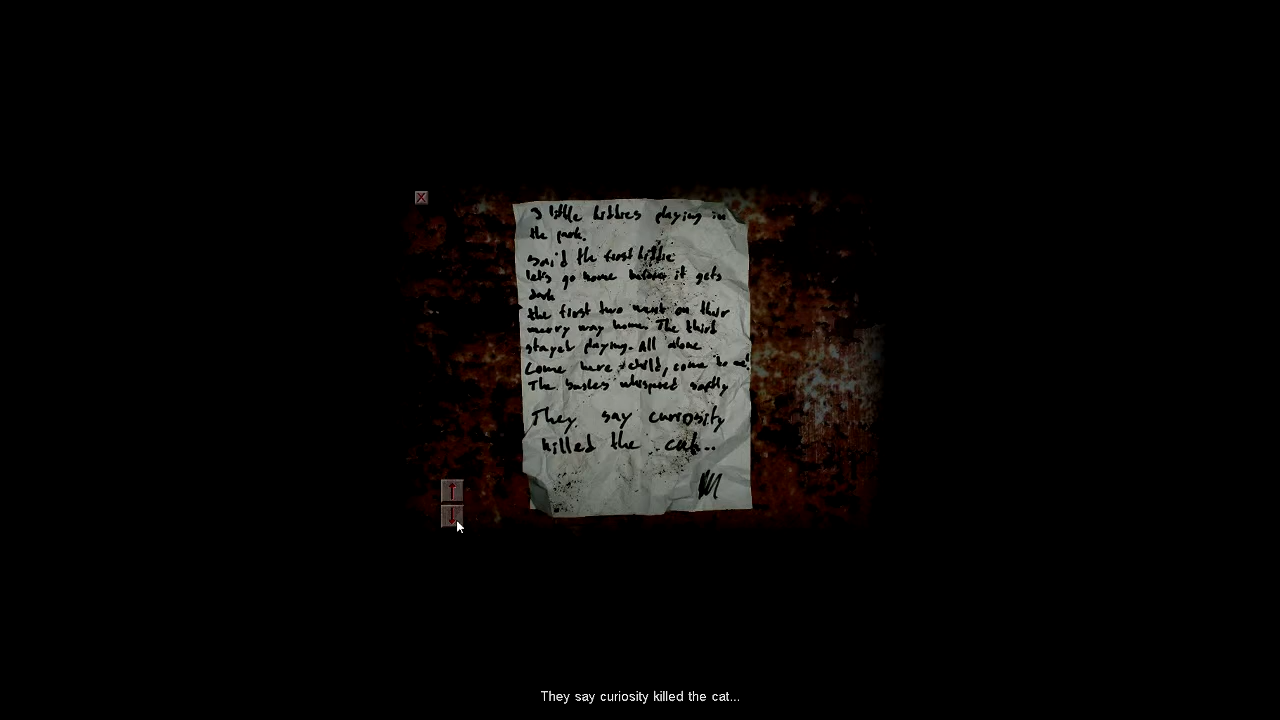 3 little kiddies playing in
the park.
said the first kiddie
let's go home before it gets
dark
the first two went on their
merry way home. The third
stayed playing. All alone
Come here child, come to me!
The bushes whispered softly
They say curiosity
killed the cat..
They say curiosity killed the cat...